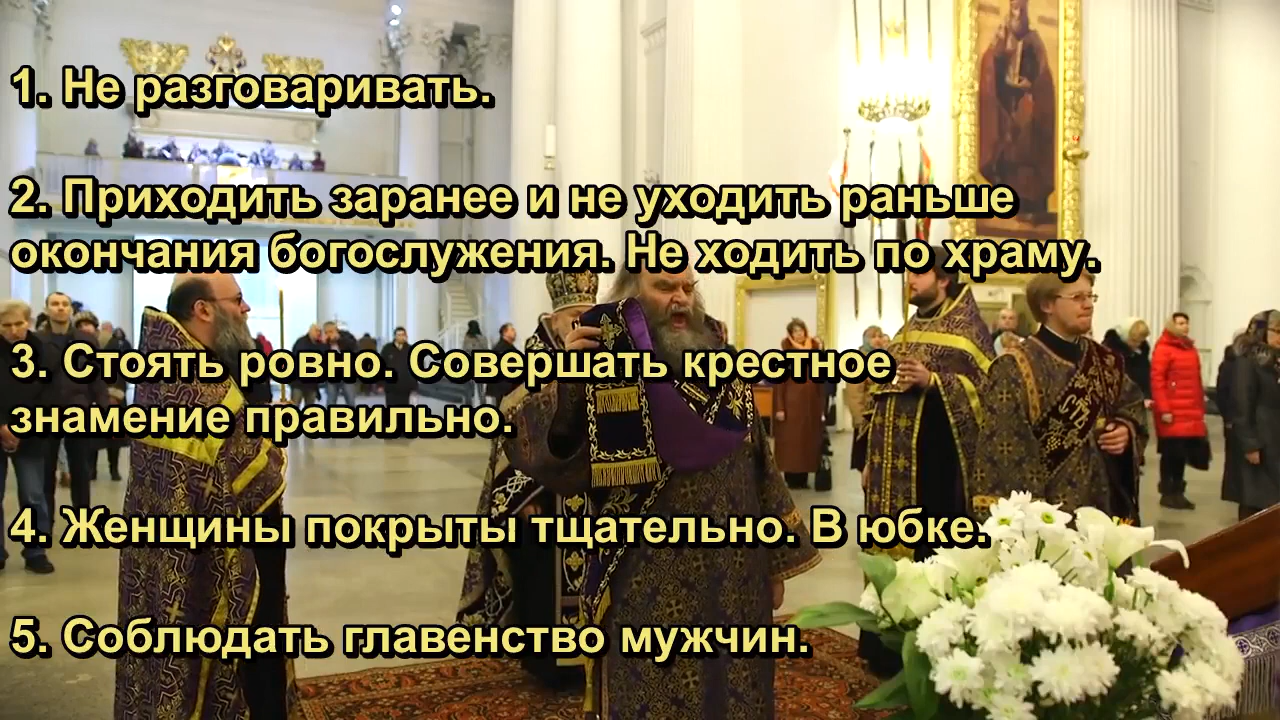 1. Не разговаривать.
2. Приходить заранее и не уходить раньше
окончания богослужения. Не ходить по храму.
3. Стоять ровно. Совершать крестное
знамение правильно.
4. Женщины покрыты тщательно. В юбке.
5. Соблюдать главенство мужчин.